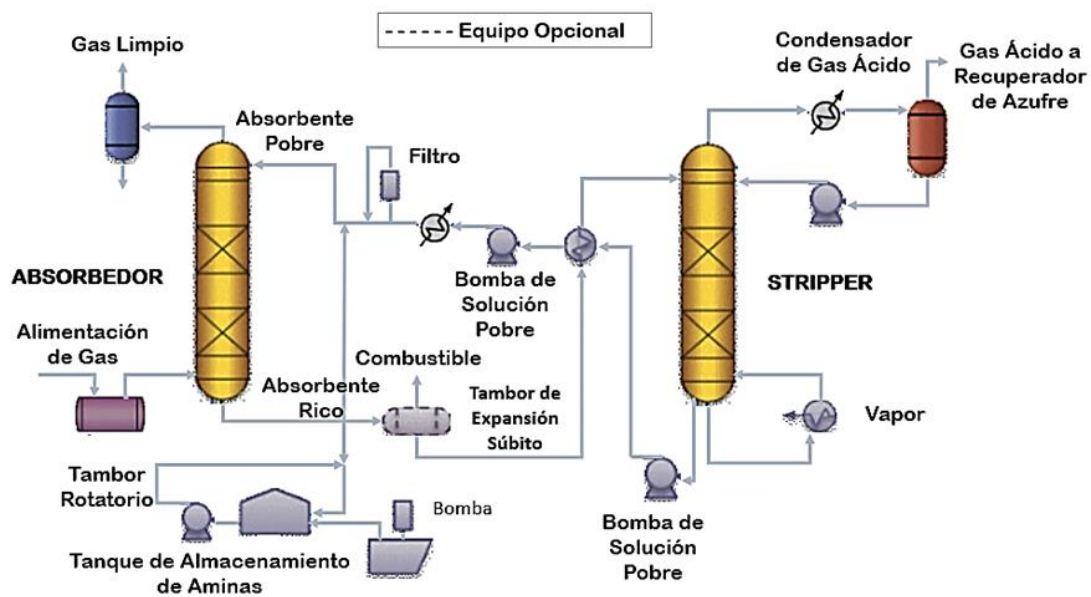 Equipo Opcional
Gas Limpio
Condensador
de Gas Ácido
Gas Ácido a
Recuperador
de Azufre
Absorbente
Pobre
Filtro
ABSORBEDOR
Bomba de
Solución
Pobre
STRIPPER
Alimentación
de Gas
Combustible
Absorbente
Rico
Tambor de
Expansión
Súbito
Vapor
Tambor
Rotatorio
Bomba
Tanque de Almacenamiento
de Aminas
Bomba de
Solución
Pobre